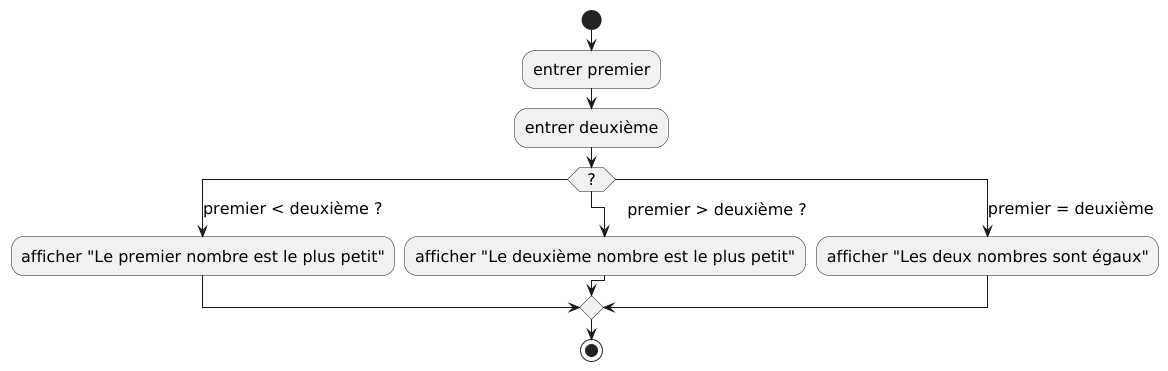 entrer premier
entrer deuxième
?
premier < deuxième ?
premier > deuxième ?
premier = deuxième
afficher "Le premier nombre est le plus petit"
afficher "Le deuxième nombre est le plus petit"
afficher "Les deux nombres sont égaux"